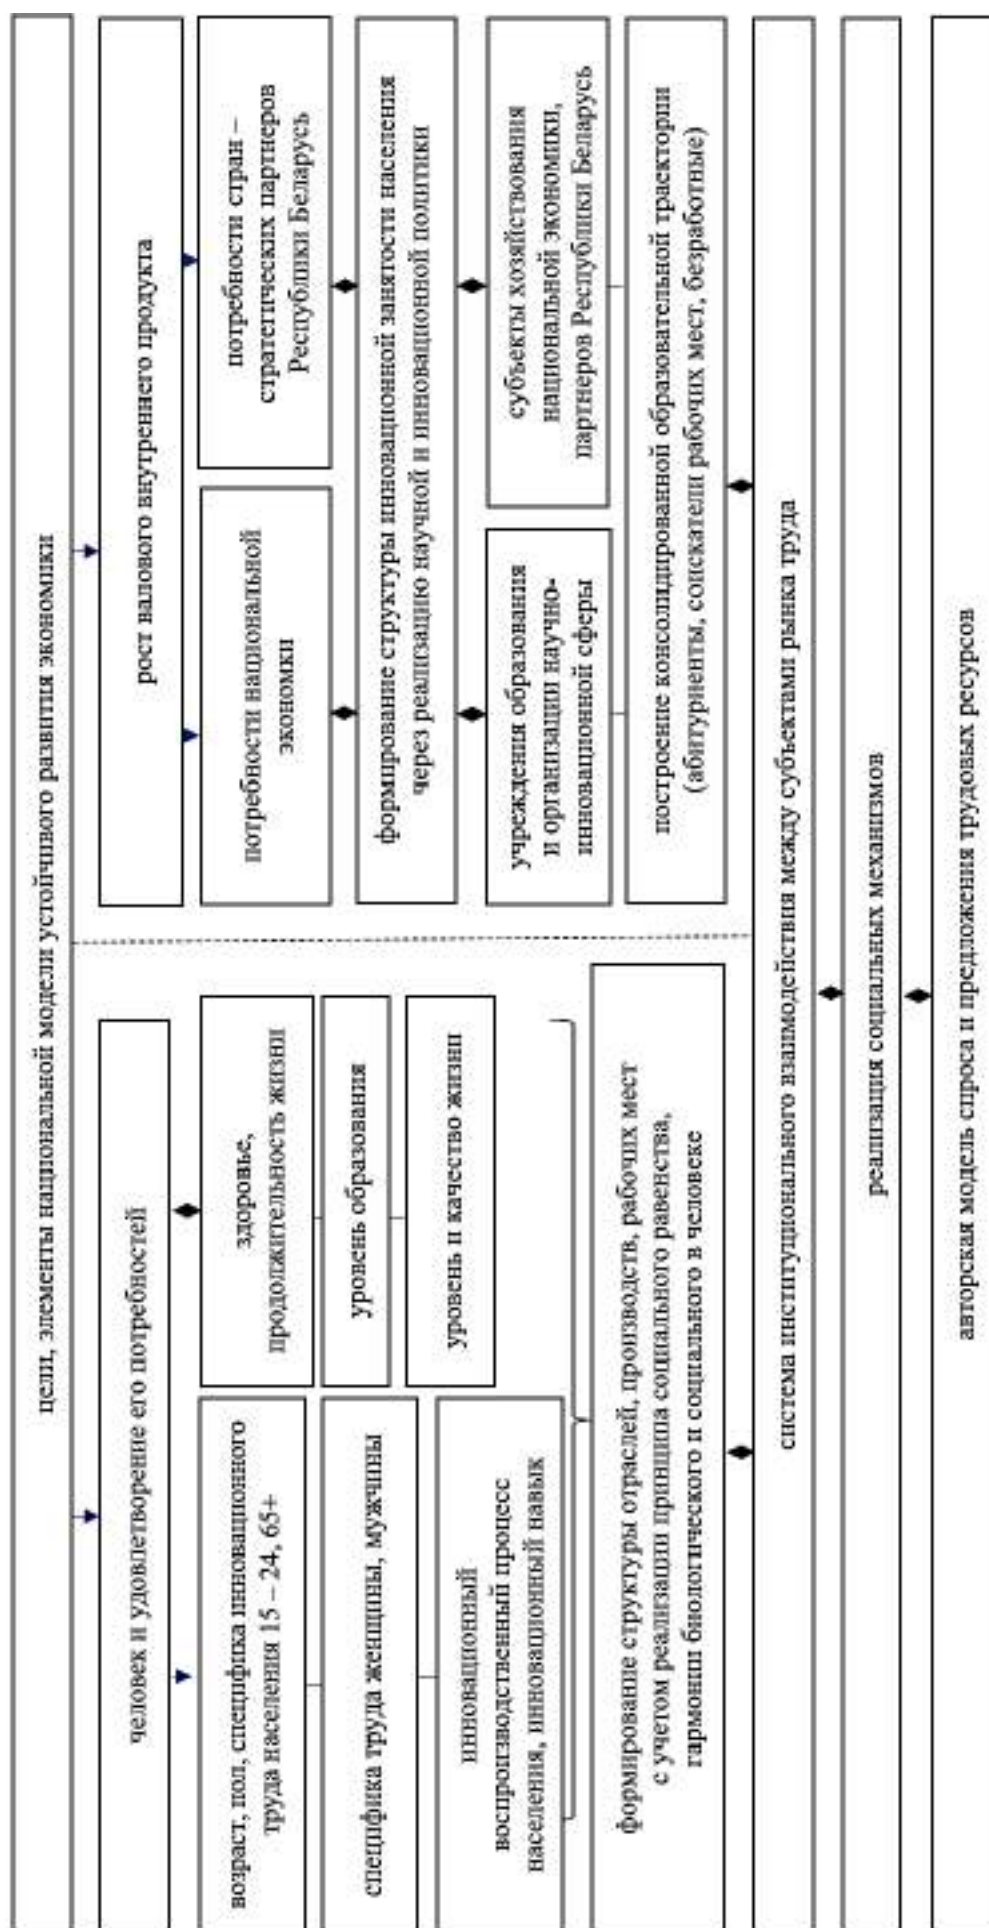 цели, элементы национальной модели устойчивого развития экономики
человек и удовлетворение его потребностей
рост валового внутреннего продукта
возраст, пол, специфика инновационного
труда населения 15 – 24, 65+
здоровье,
продолжительность жизни
потребности национальной
экономки
потребности стран –
стратегических партнеров
Республики Беларусь
специфика труда женщины, мужчины
уровень образования
формирование структуры инновационной занятости населения
через реализацию научной и инновационной политики
инновационный
воспроизводственный процесс
населения, инновационный навык
уровень и качество жизни
учреждения образования
и организации научно-
инновационной сферы
субъекты хозяйствования
национальной экономики,
партнеров Республики Беларусь
формирование структуры отраслей, производств, рабочих мест
с учетом реализации принципа социального равенства,
гармонии биологического и социального в человеке
построение консолидированной образовательной траектории
(абитуриенты, соискатели рабочих мест, безработные)
система институционального взаимодействия между субъектами рынка труда
реализация социальных механизмов
авторская модель спроса и предложения трудовых ресурсов